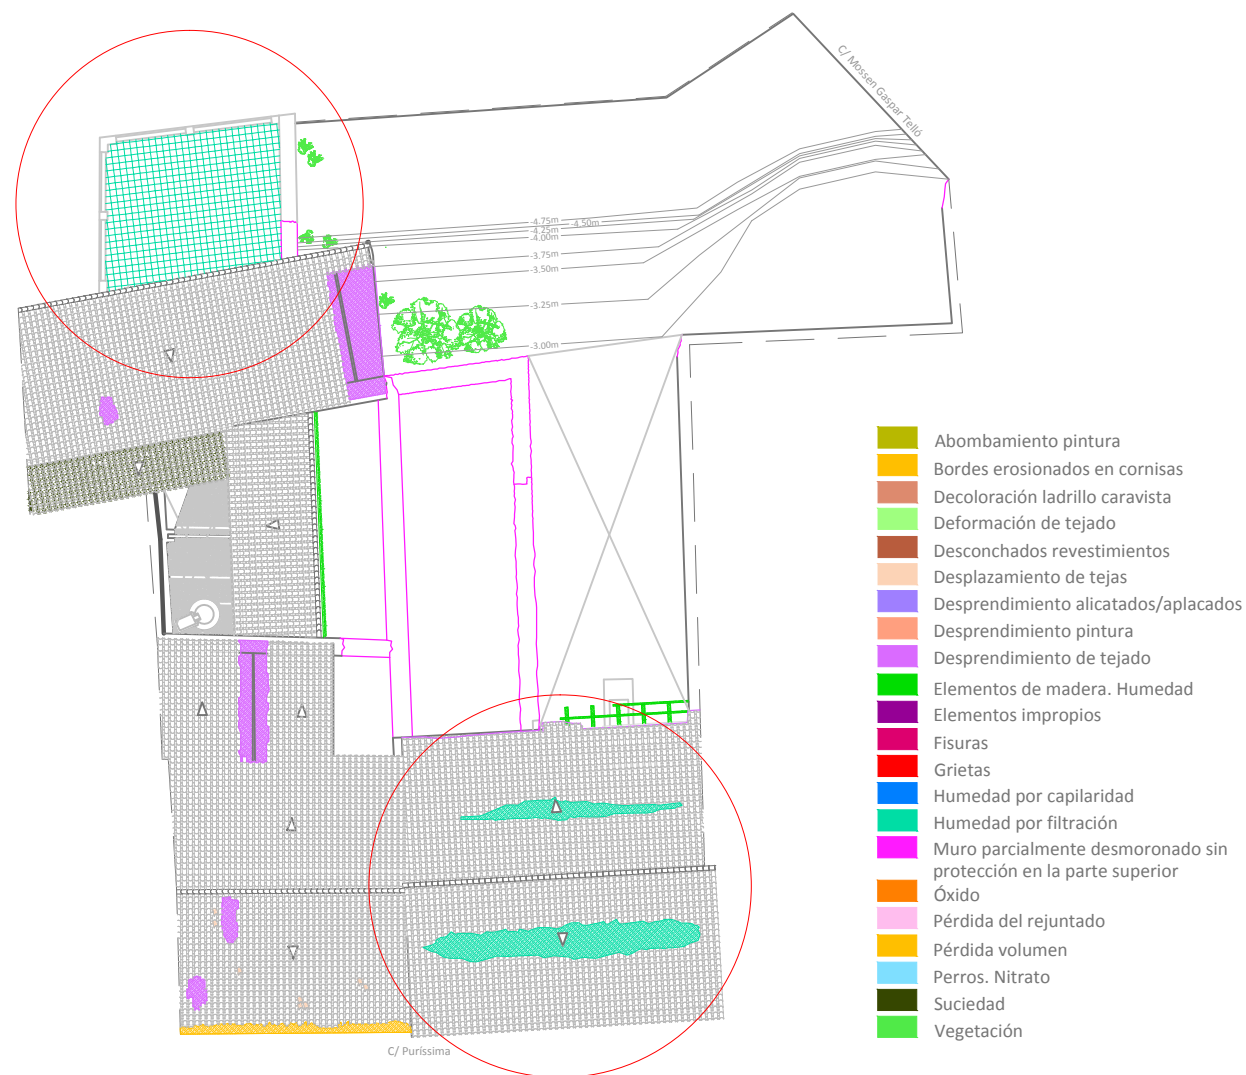 C/ Mossen Gaspar Telló
-4.75m
-4.50m
-4.25m
-4.00m
-3.75m
-3.50m
-3.25m
-3.00m
Abombamiento pintura
Bordes erosionados en cornisas
Decoloración ladrillo caravista
Deformación de tejado
Desconchados revestimientos
Desplazamiento de tejas
Desprendimiento alicatados/aplacados
Desprendimiento pintura
Desprendimiento de tejado
Elementos de madera. Humedad
Elementos impropios
Fisuras
Grietas
Humedad por capilaridad
Humedad por filtración
Muro parcialmente desmoronado sin
protección en la parte superior
Óxido
Pérdida del rejuntado
Pérdida volumen
Perros. Nitrato
Suciedad
Vegetación
C/ Puríssima